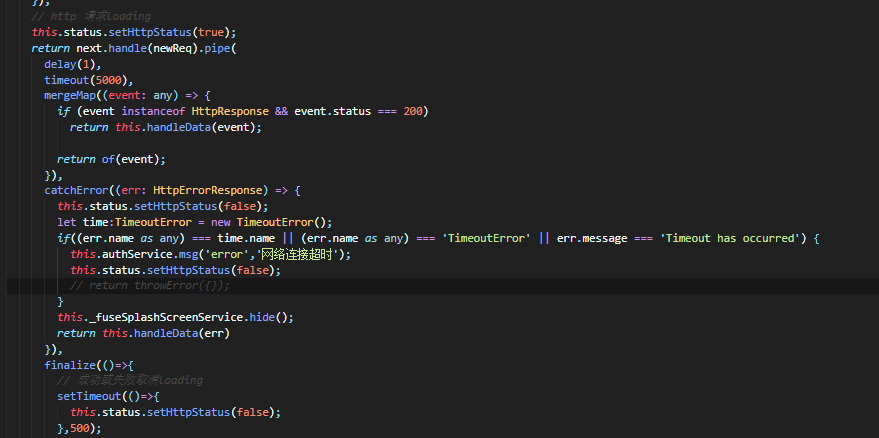 });
// http 请求Loading
this.status.setHttpStatus(true);
return next.handle(newReq).pipe(
delay(1),
timeout(5000),
mergeMap((event: any) => {
if (event instanceof HttpResponse && event.status === 200)
return this.handleData(event);
return of(event);
}),
catchError((err: HttpErrorResponse) => {
this.status.setHttpStatus(false);
let time:TimeoutError = new TimeoutError();
if((err.name as any) === time.name || (err.name as any) === 'TimeoutError' || err.message === 'Timeout has occurred') {
this.authService.msg('error','网络连接超时');
this.status.setHttpStatus(false);
// return throwError({});
}
this._fuseSplashScreenService.hide();
return this.handleData(err)
}),
finalize(()=>{
// 成功或失败取消Loading
setTimeout(()=>{
this.status.setHttpStatus(false);
},500);